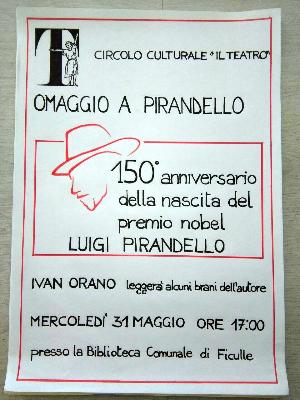 T
CIRCOLO CULTURALE "IL TEATRO"
OMAGGIO A PIRANDELLO
150° anniversario
della nascita del
premio nobel
LUIGI PIRANDELLO
IVAN ORANO leggerà alcuni brani dell'autore
MERCOLEDI' 31 MAGGIO ORE 17:00
presso la Biblioteca Comunale di Ficulle